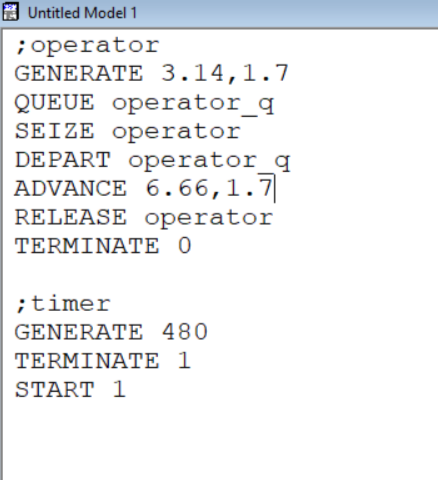 Untitled Model 1
;operator
GENERATE 3.14,1.7
QUEUE operator_q
SEIZE operator
DEPART operator_q
ADVANCE 6.66,1.7
RELEASE operator
TERMINATE 0
;timer
GENERATE 480
TERMINATE 1
START 1